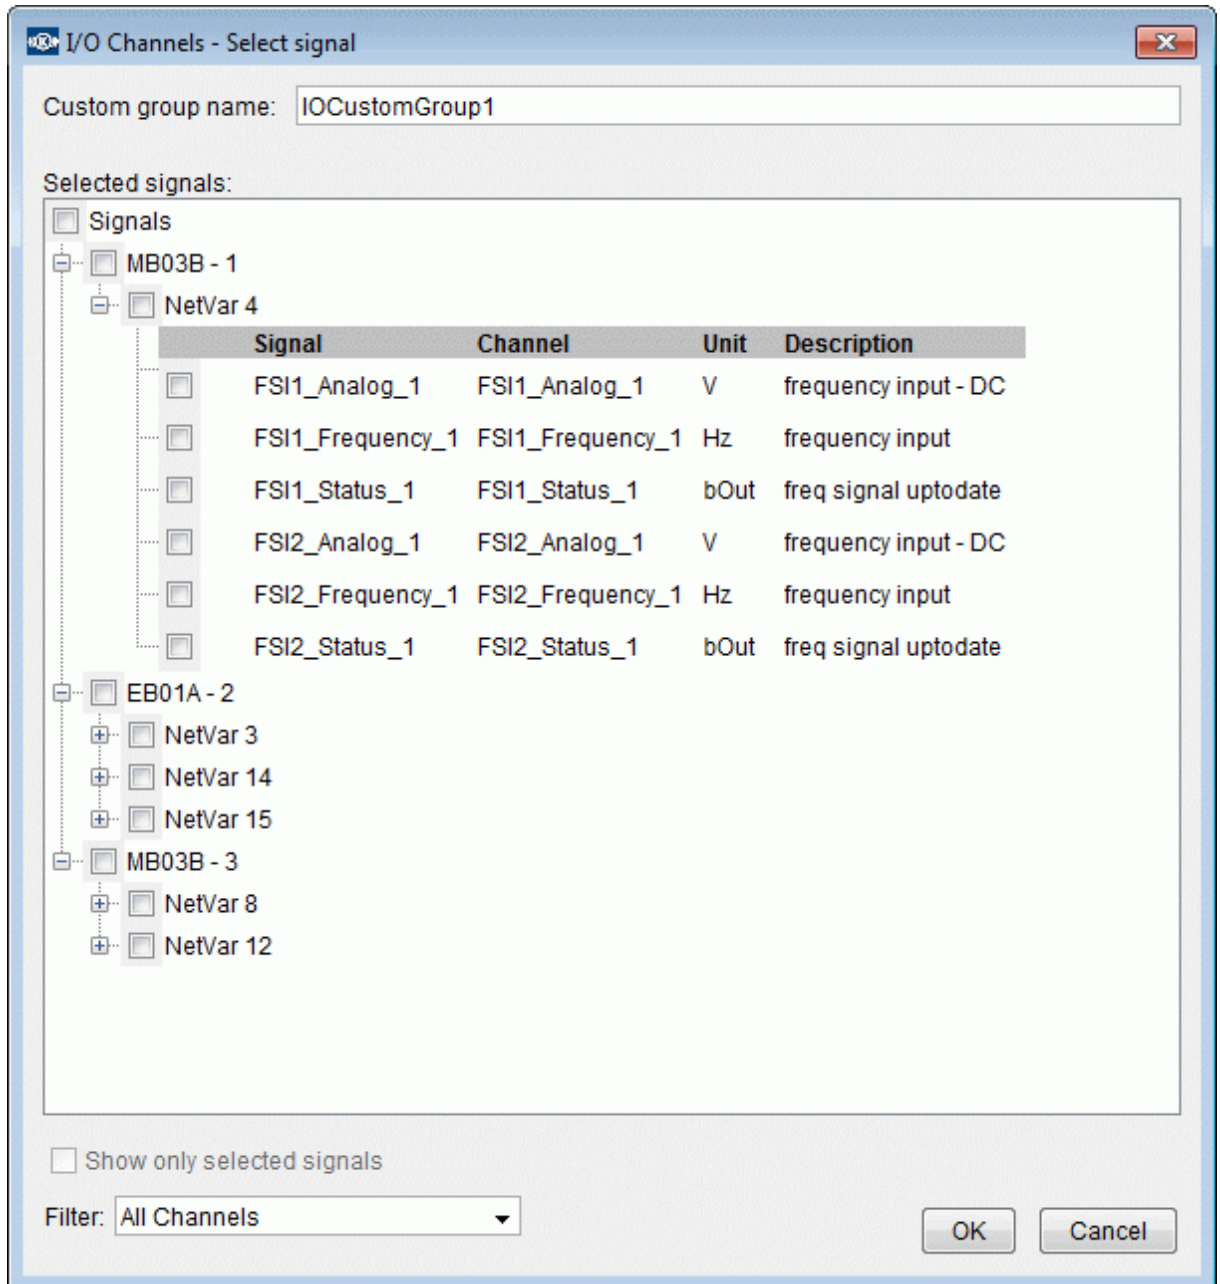 I/O Channels - Select signal
Custom group name: IOCustomGroup1
Selected signals:
Signals
MB03B - 1
NetVar 4
Signal Channel Unit Description
FSI1_Analog_1 FSI1_Analog_1 V frequency input - DC
FSI1_Frequency_1 FSI1_Frequency_1 Hz frequency input
FSI1_Status_1 FSI1_Status_1 bOut freq signal uptodate
FSI2_Analog_1 FSI2_Analog_1 V frequency input - DC
FSI2_Frequency_1 FSI2_Frequency_1 Hz frequency input
FSI2_Status_1 FSI2_Status_1 bOut freq signal uptodate
EB01A - 2
NetVar 3
NetVar 14
NetVar 15
MB03B - 3
NetVar 8
NetVar 12
Show only selected signals
Filter: All Channels
OK Cancel